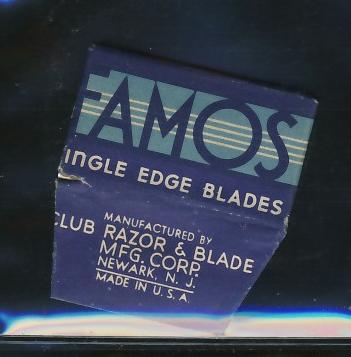 FAMOS
INGLE EDGE BLADES
MANUFACTURED BY
CLUB RAZOR & BLADE
MFG. CORP.
NEWARK, N. J.
MADE IN U. S. A.